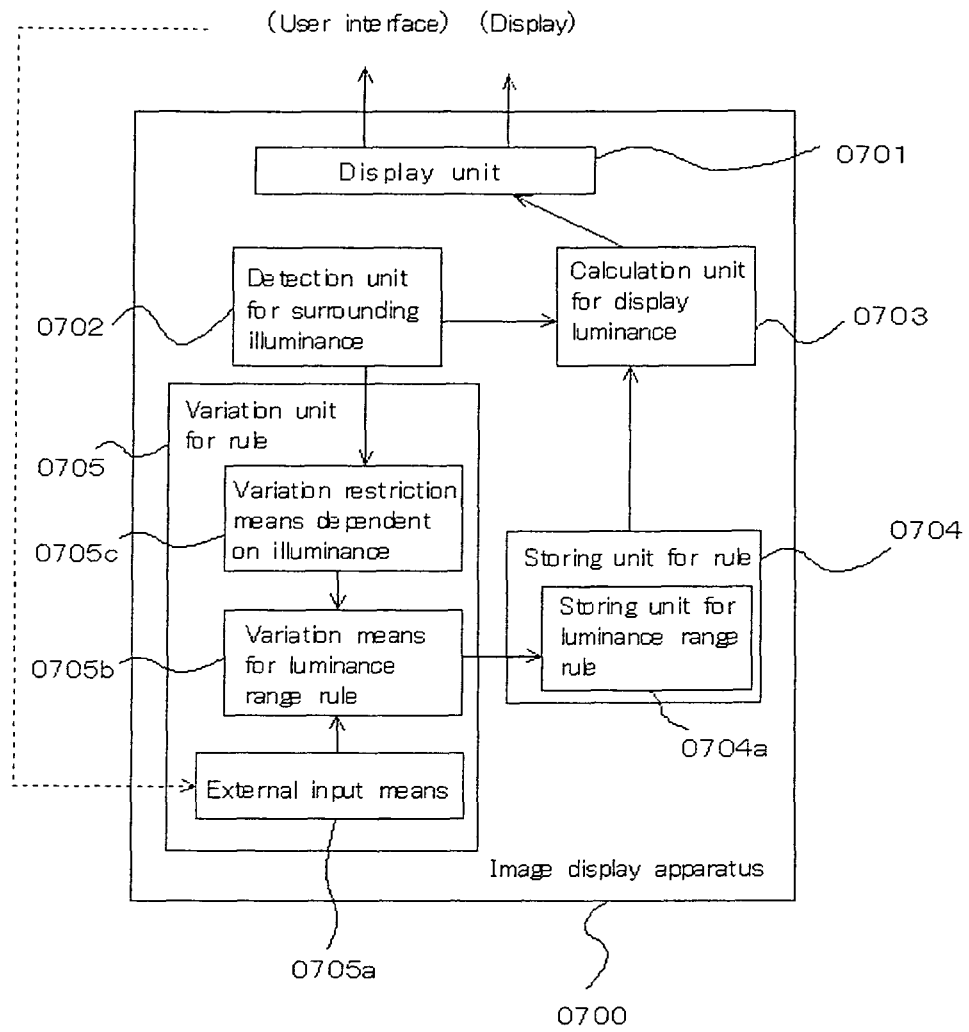 (User interface) (Display)
0701
Display unit
Detection unit
for surrounding
illuminance
0702
Calculation unit
for display
luminance
0703
Variation unit
for rule
0705
Variation restriction
means dependent
on illuminance
0705c
0704
Storing unit for rule
Storing unit for
luminance range
rule
Variation means
for luminance
range rule
0705b
0704a
External input means
Image display apparatus
0705a
0700